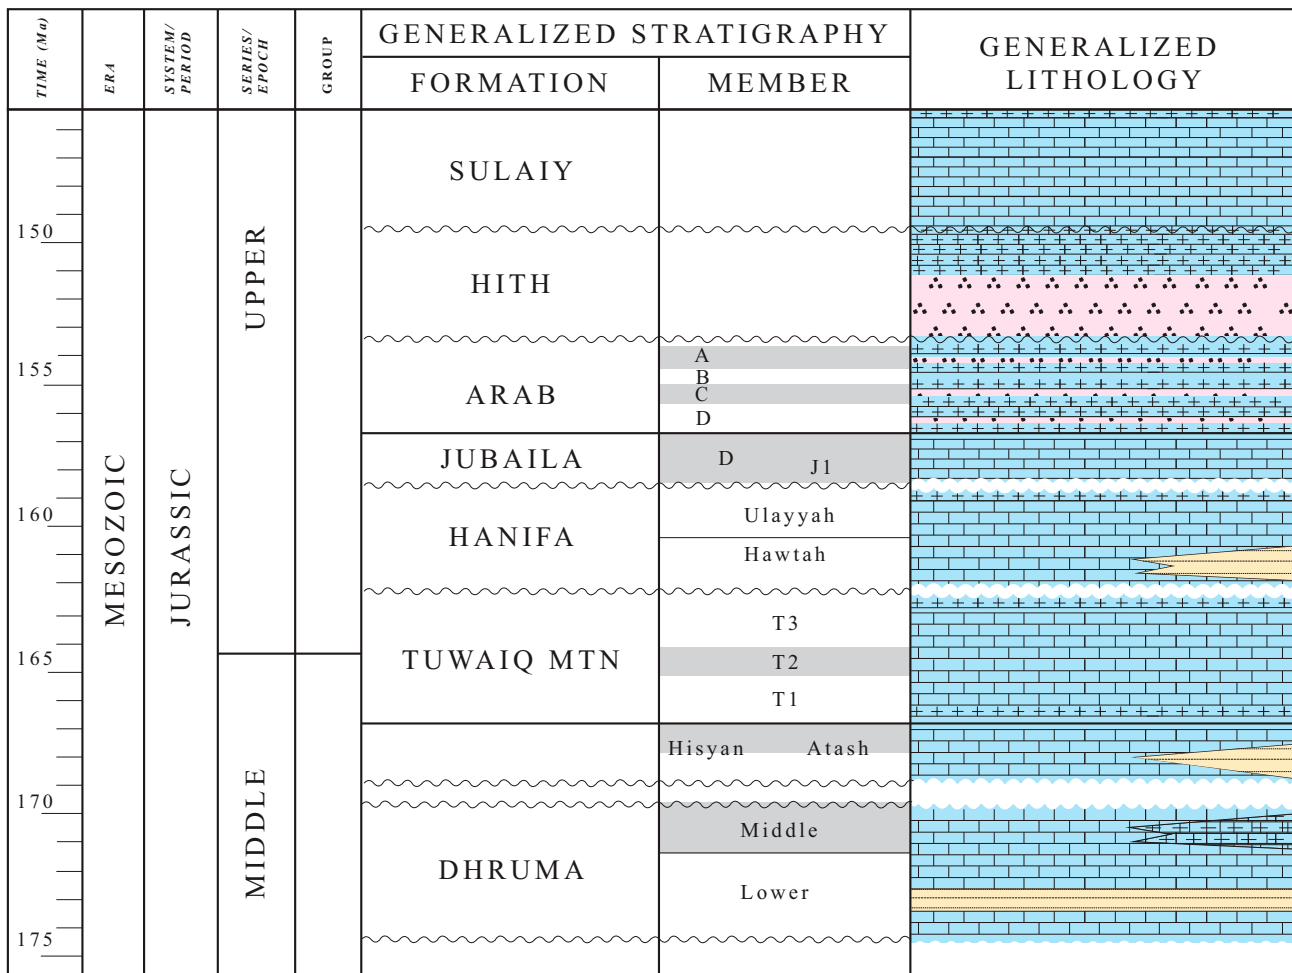 TIME (Ma)
ERA
SYSTEM/
PERIOD
SERIES/
EPOCH
GROUP
GENERALIZED STRATIGRAPHY
FORMATION
MEMBER
GENERALIZED
LITHOLOGY
150
155
160
165
170
175
MESOZOIC
JURASSIC
UPPER
MIDDLE
SULAIY
HITH
ARAB
A
B
C
D
JUBAILA
D
J1
HANIFA
Ulayyah
Hawtah
TUWAIQ MTN
T3
T2
T1
Hisyan Atash
DHRUMA
Middle
Lower